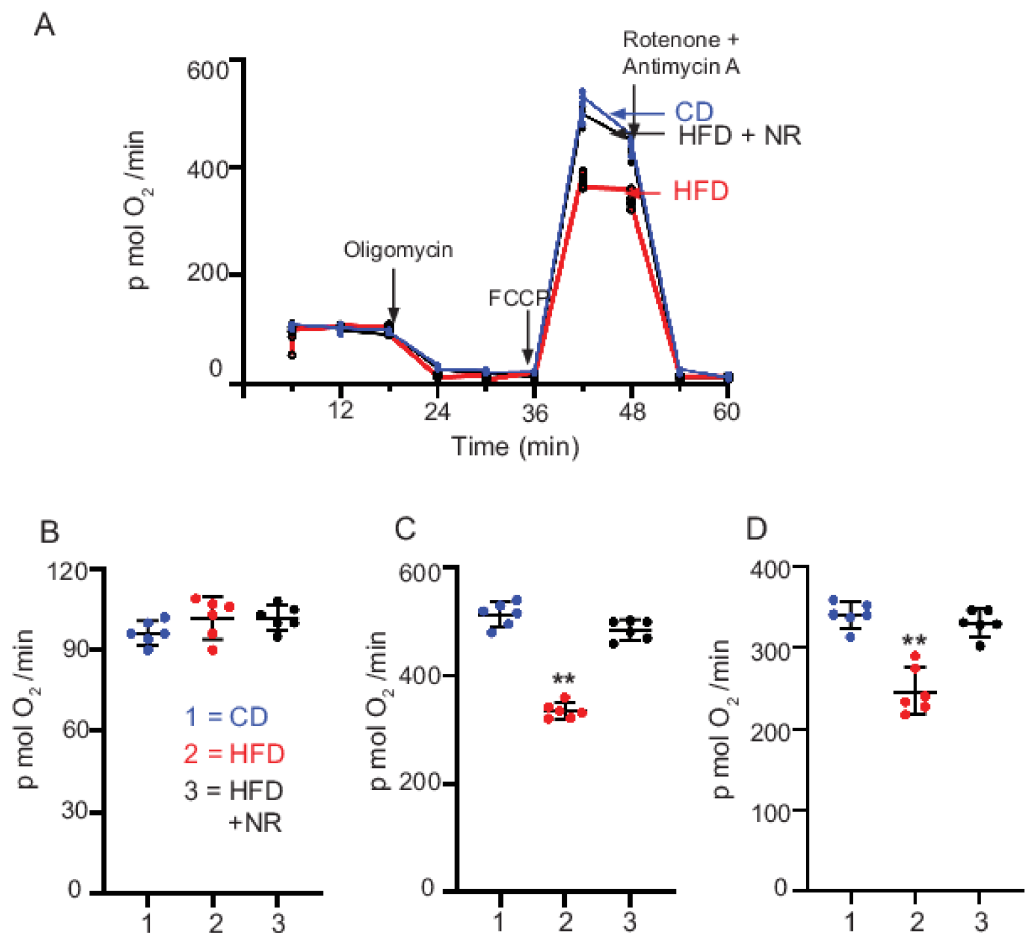 A
p mol O2 /min
600
400
200
0
Oligomycin
FCCP
Rotenone +
Antimycin A
CD
HFD + NR
HFD
12
24
36
48
60
Time (min)
B
p mol O2 /min
120
90
60
30
0
1 = CD
2 = HFD
3 = HFD
+NR
1
2
3
C
p mol O2 /min
600
400
200
0
**
1
2
3
D
p mol O2 /min
400
300
200
100
0
**
1
2
3